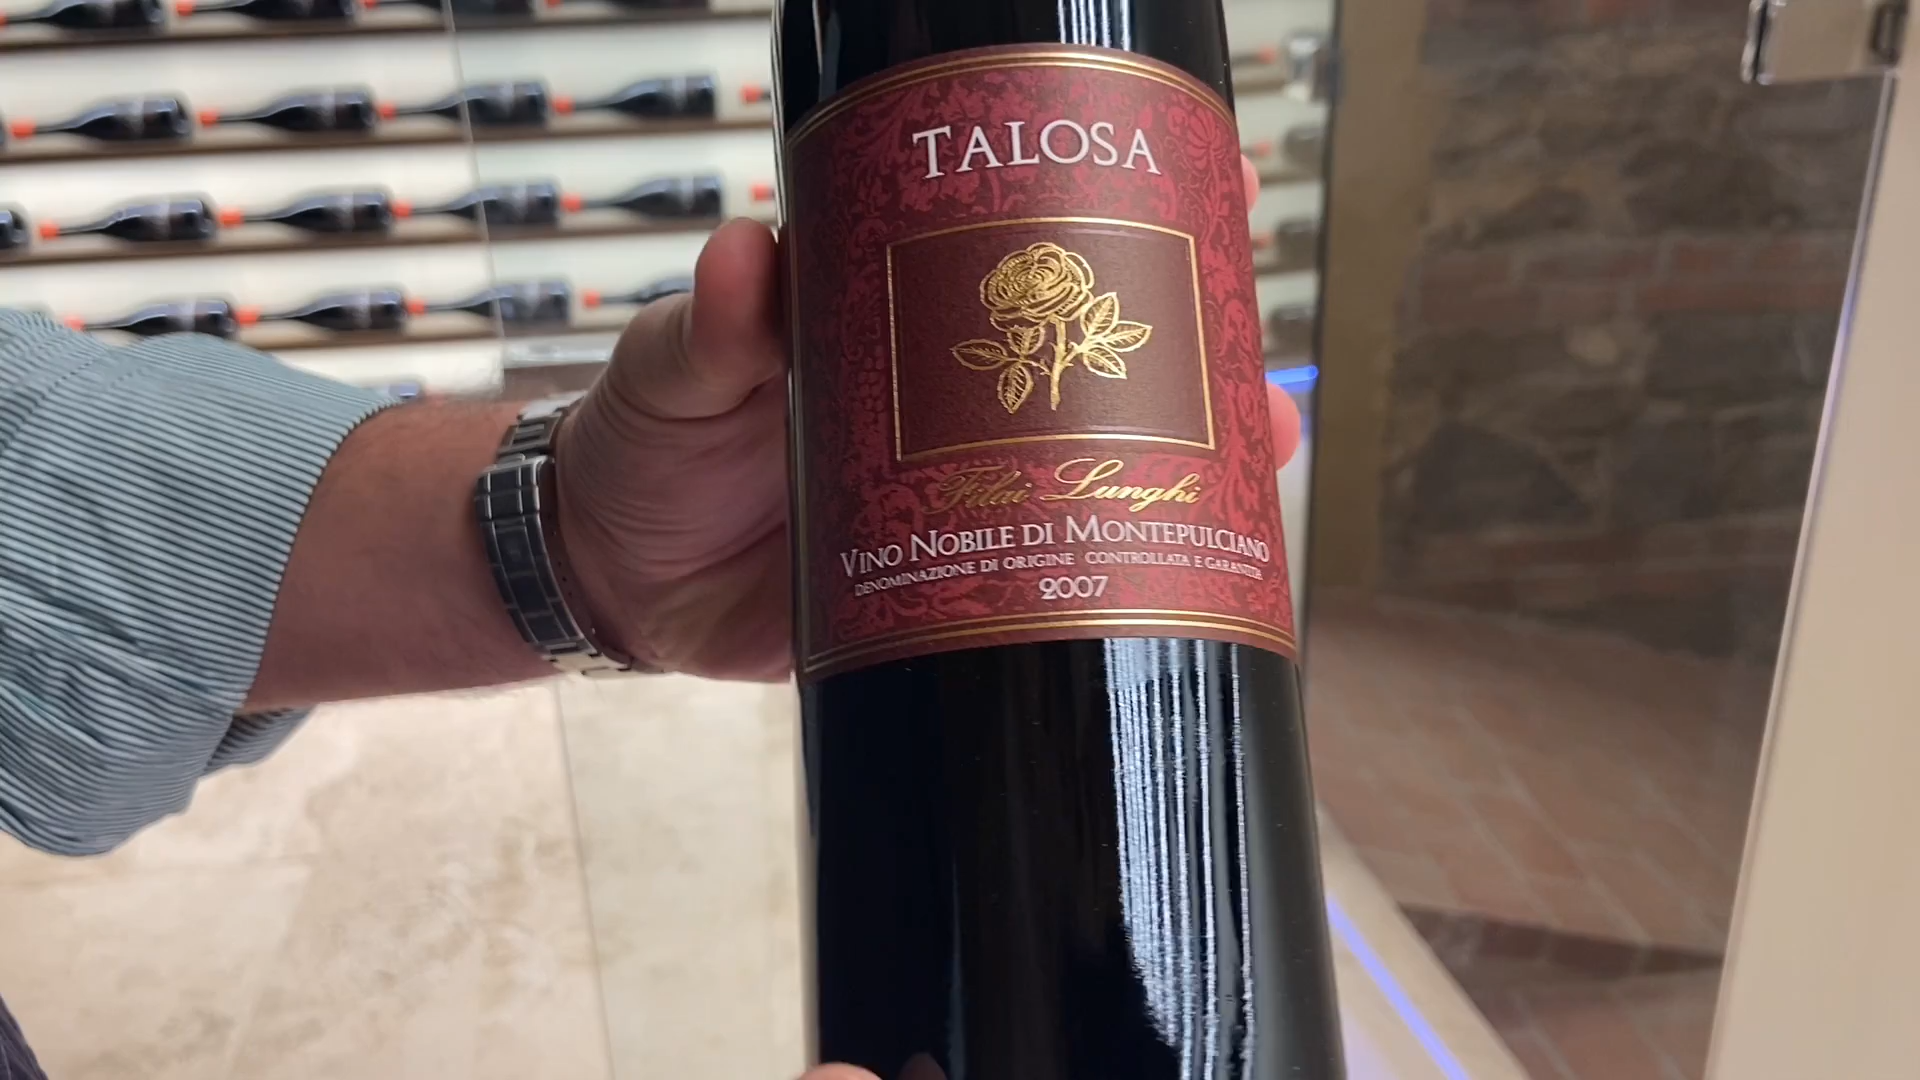 TALOSA
Filai Lunghi
VINO NOBILE DI MONTEPULCIANO
DENOMINAZIONE DI ORIGINE CONTROLLATA E GARANTITA
2007